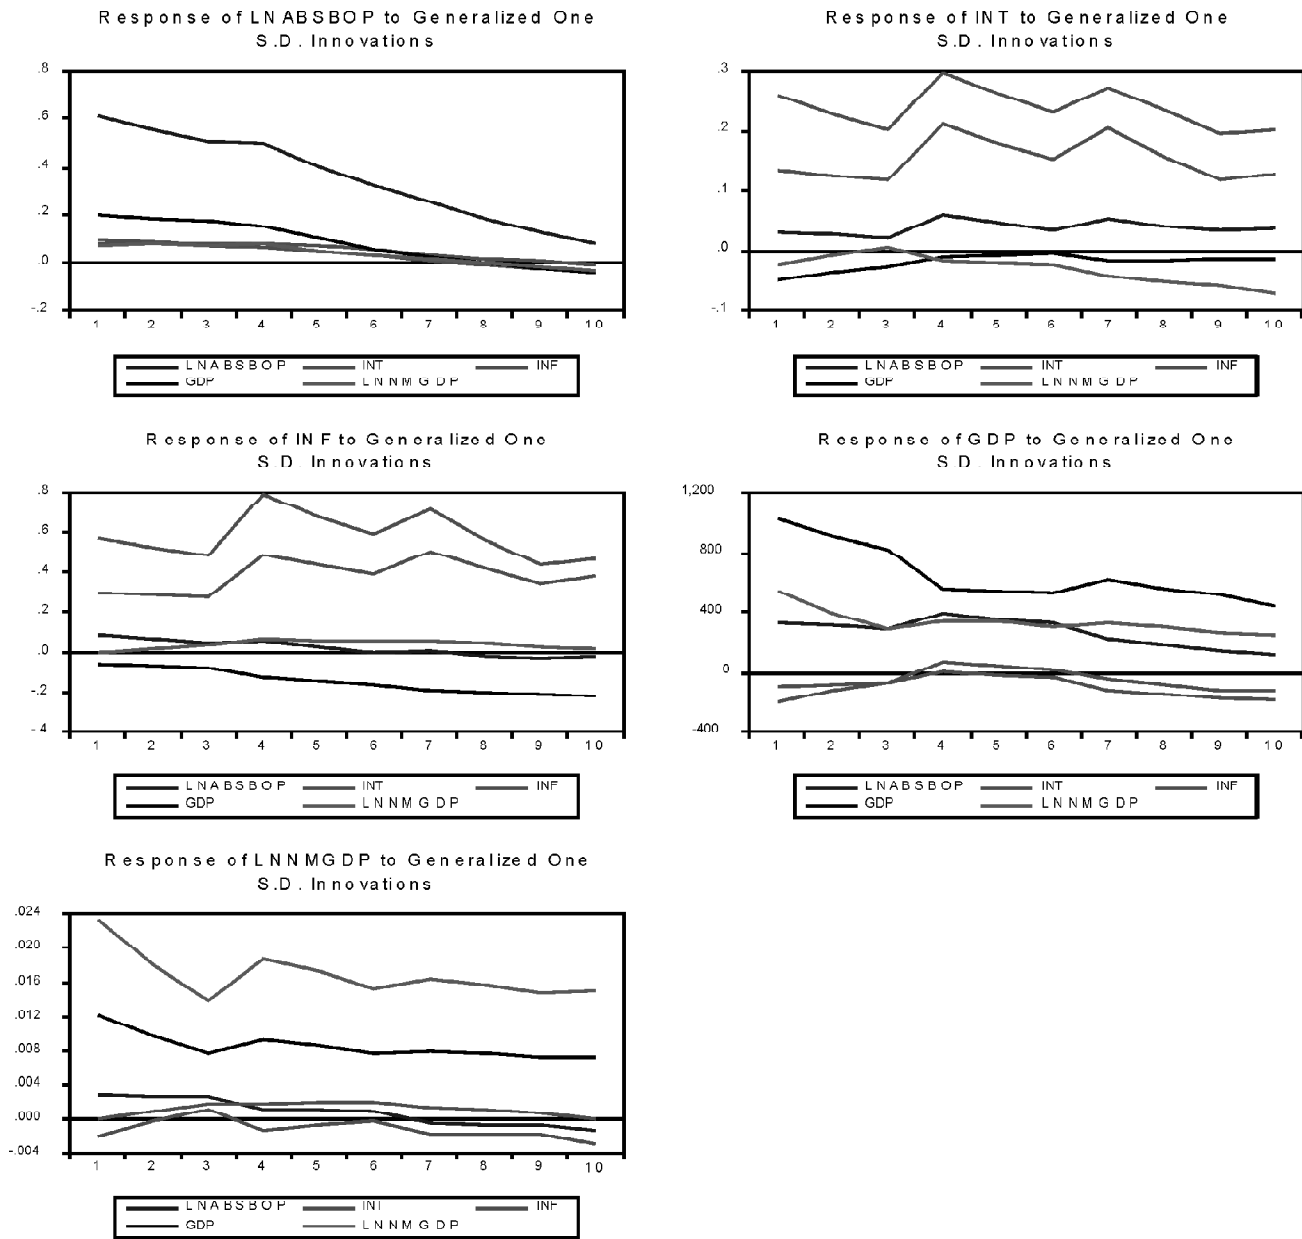 Response of LNABSBOP to Generalized One
S.D. Innovations
.8
.6
.4
.2
.0
-.2
1 2 3 4 5 6 7 8 9 10
LNABSBOP INT INF
GDP LNNMGDP
Response of INT to Generalized One
S.D. Innovations
.3
.2
.1
.0
-.1
1 2 3 4 5 6 7 8 9 10
LNABSBOP INT INF
GDP LNNMGDP
Response of INF to Generalized One
S.D. Innovations
.8
.6
.4
.2
.0
-.2
-.4
1 2 3 4 5 6 7 8 9 10
LNABSBOP INT INF
GDP LNNMGDP
Response of GDP to Generalized One
S.D. Innovations
1,200
800
400
0
-400
1 2 3 4 5 6 7 8 9 10
LNABSBOP INT INF
GDP LNNMGDP
Response of LNNMGDP to Generalized One
S.D. Innovations
.024
.020
.016
.012
.008
.004
.000
-.004
1 2 3 4 5 6 7 8 9 10
LNABSBOP INT INF
GDP LNNMGDP